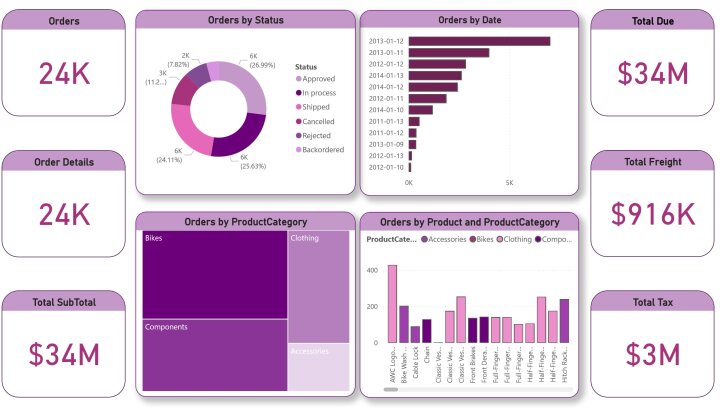 Orders
24K
Order Details
24K
Total SubTotal
$34M
Orders by Status
2K
(7.82%)
3K
(11.2...)
6K
(24.11%)
6K
(25.63%)
6K
(26.99%)
Status
Approved
In process
Shipped
Cancelled
Rejected
Backordered
Orders by Date
2013-01-12
2013-01-11
2012-01-12
2014-01-13
2014-01-12
2012-01-11
2014-01-10
2011-01-13
2011-01-12
2013-01-09
2012-01-13
2012-01-10
0K
5K
Orders by ProductCategory
Bikes
Components
Clothing
Accessories
Orders by Product and ProductCategory
ProductCate...
Accessories
Bikes
Clothing
Compo...
400
200
0
AWC Logo...
Bike Wash ...
Cable Lock
Chain
Classic Ves...
Classic Ves...
Classic Ves...
Front Brakes
Front Dera...
Full-Finger...
Full-Finger...
Full-Finger...
Half-Finge...
Half-Finge...
Half-Finge...
Hitch Rack...
Total Due
$34M
Total Freight
$916K
Total Tax
$3M